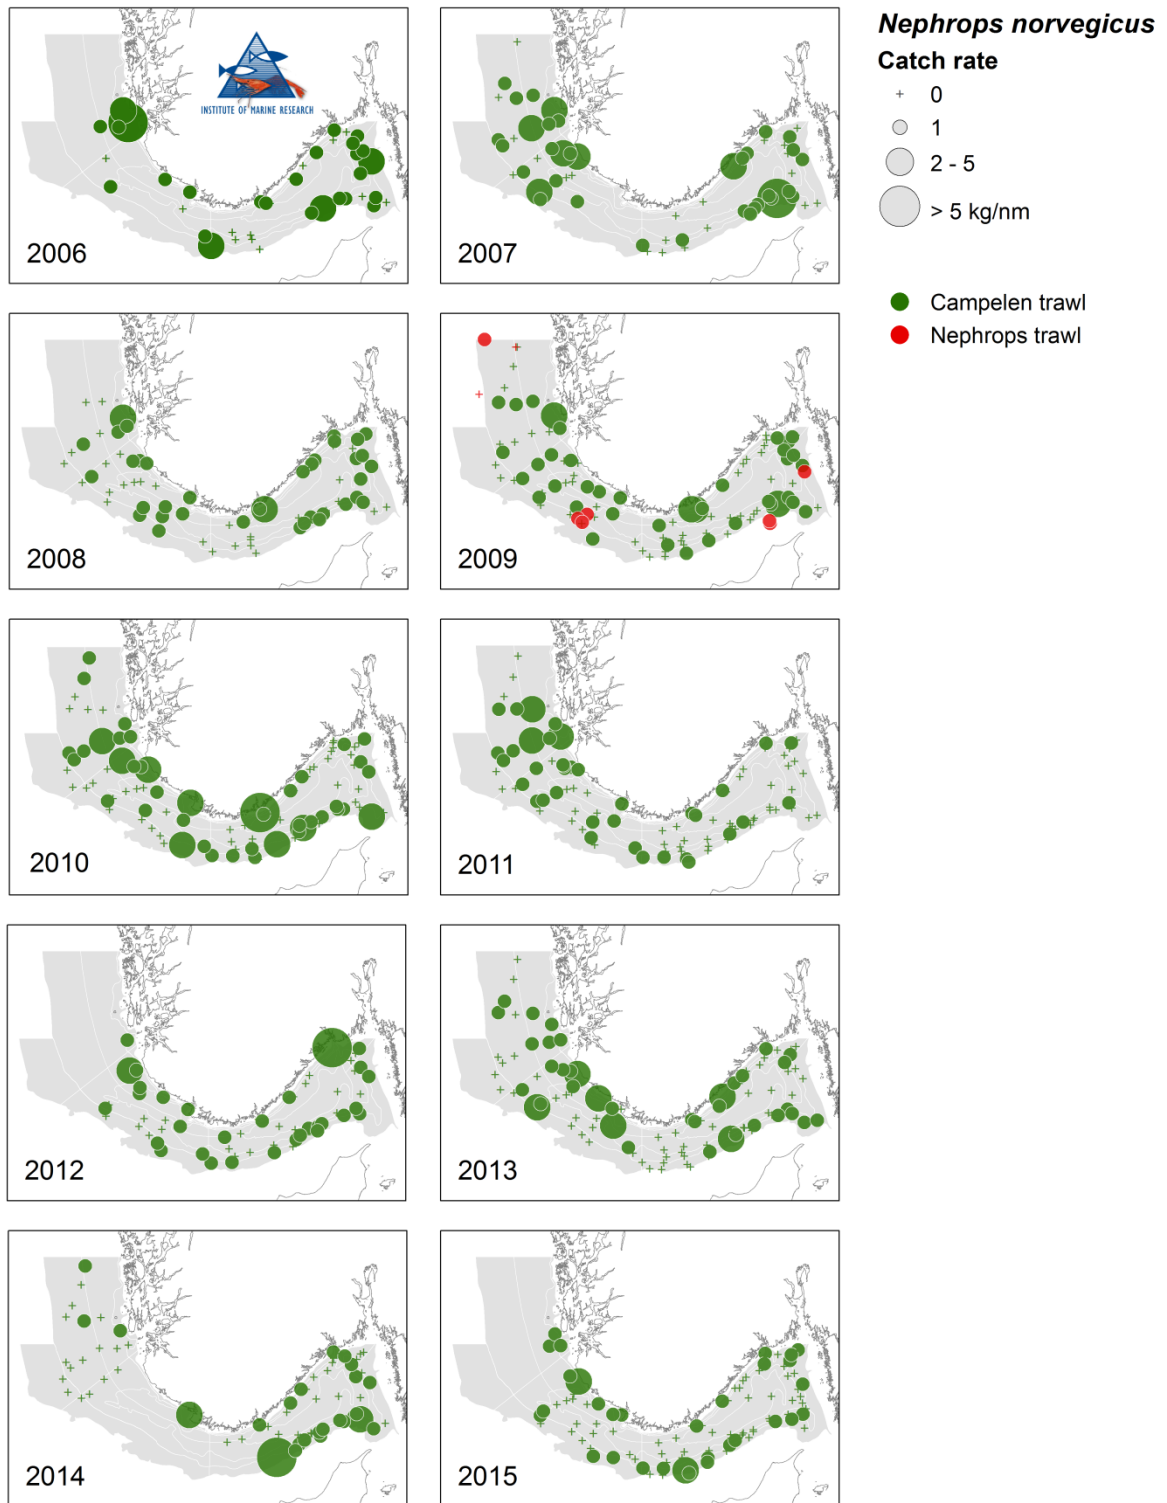 Nephrops norvegicus
Catch rate
0
1
2 - 5
> 5 kg/nm
Campelen trawl
Nephrops trawl
INSTITUTE OF MARINE RESEARCH
2006
2007
2008
2009
2010
2011
2012
2013
2014
2015